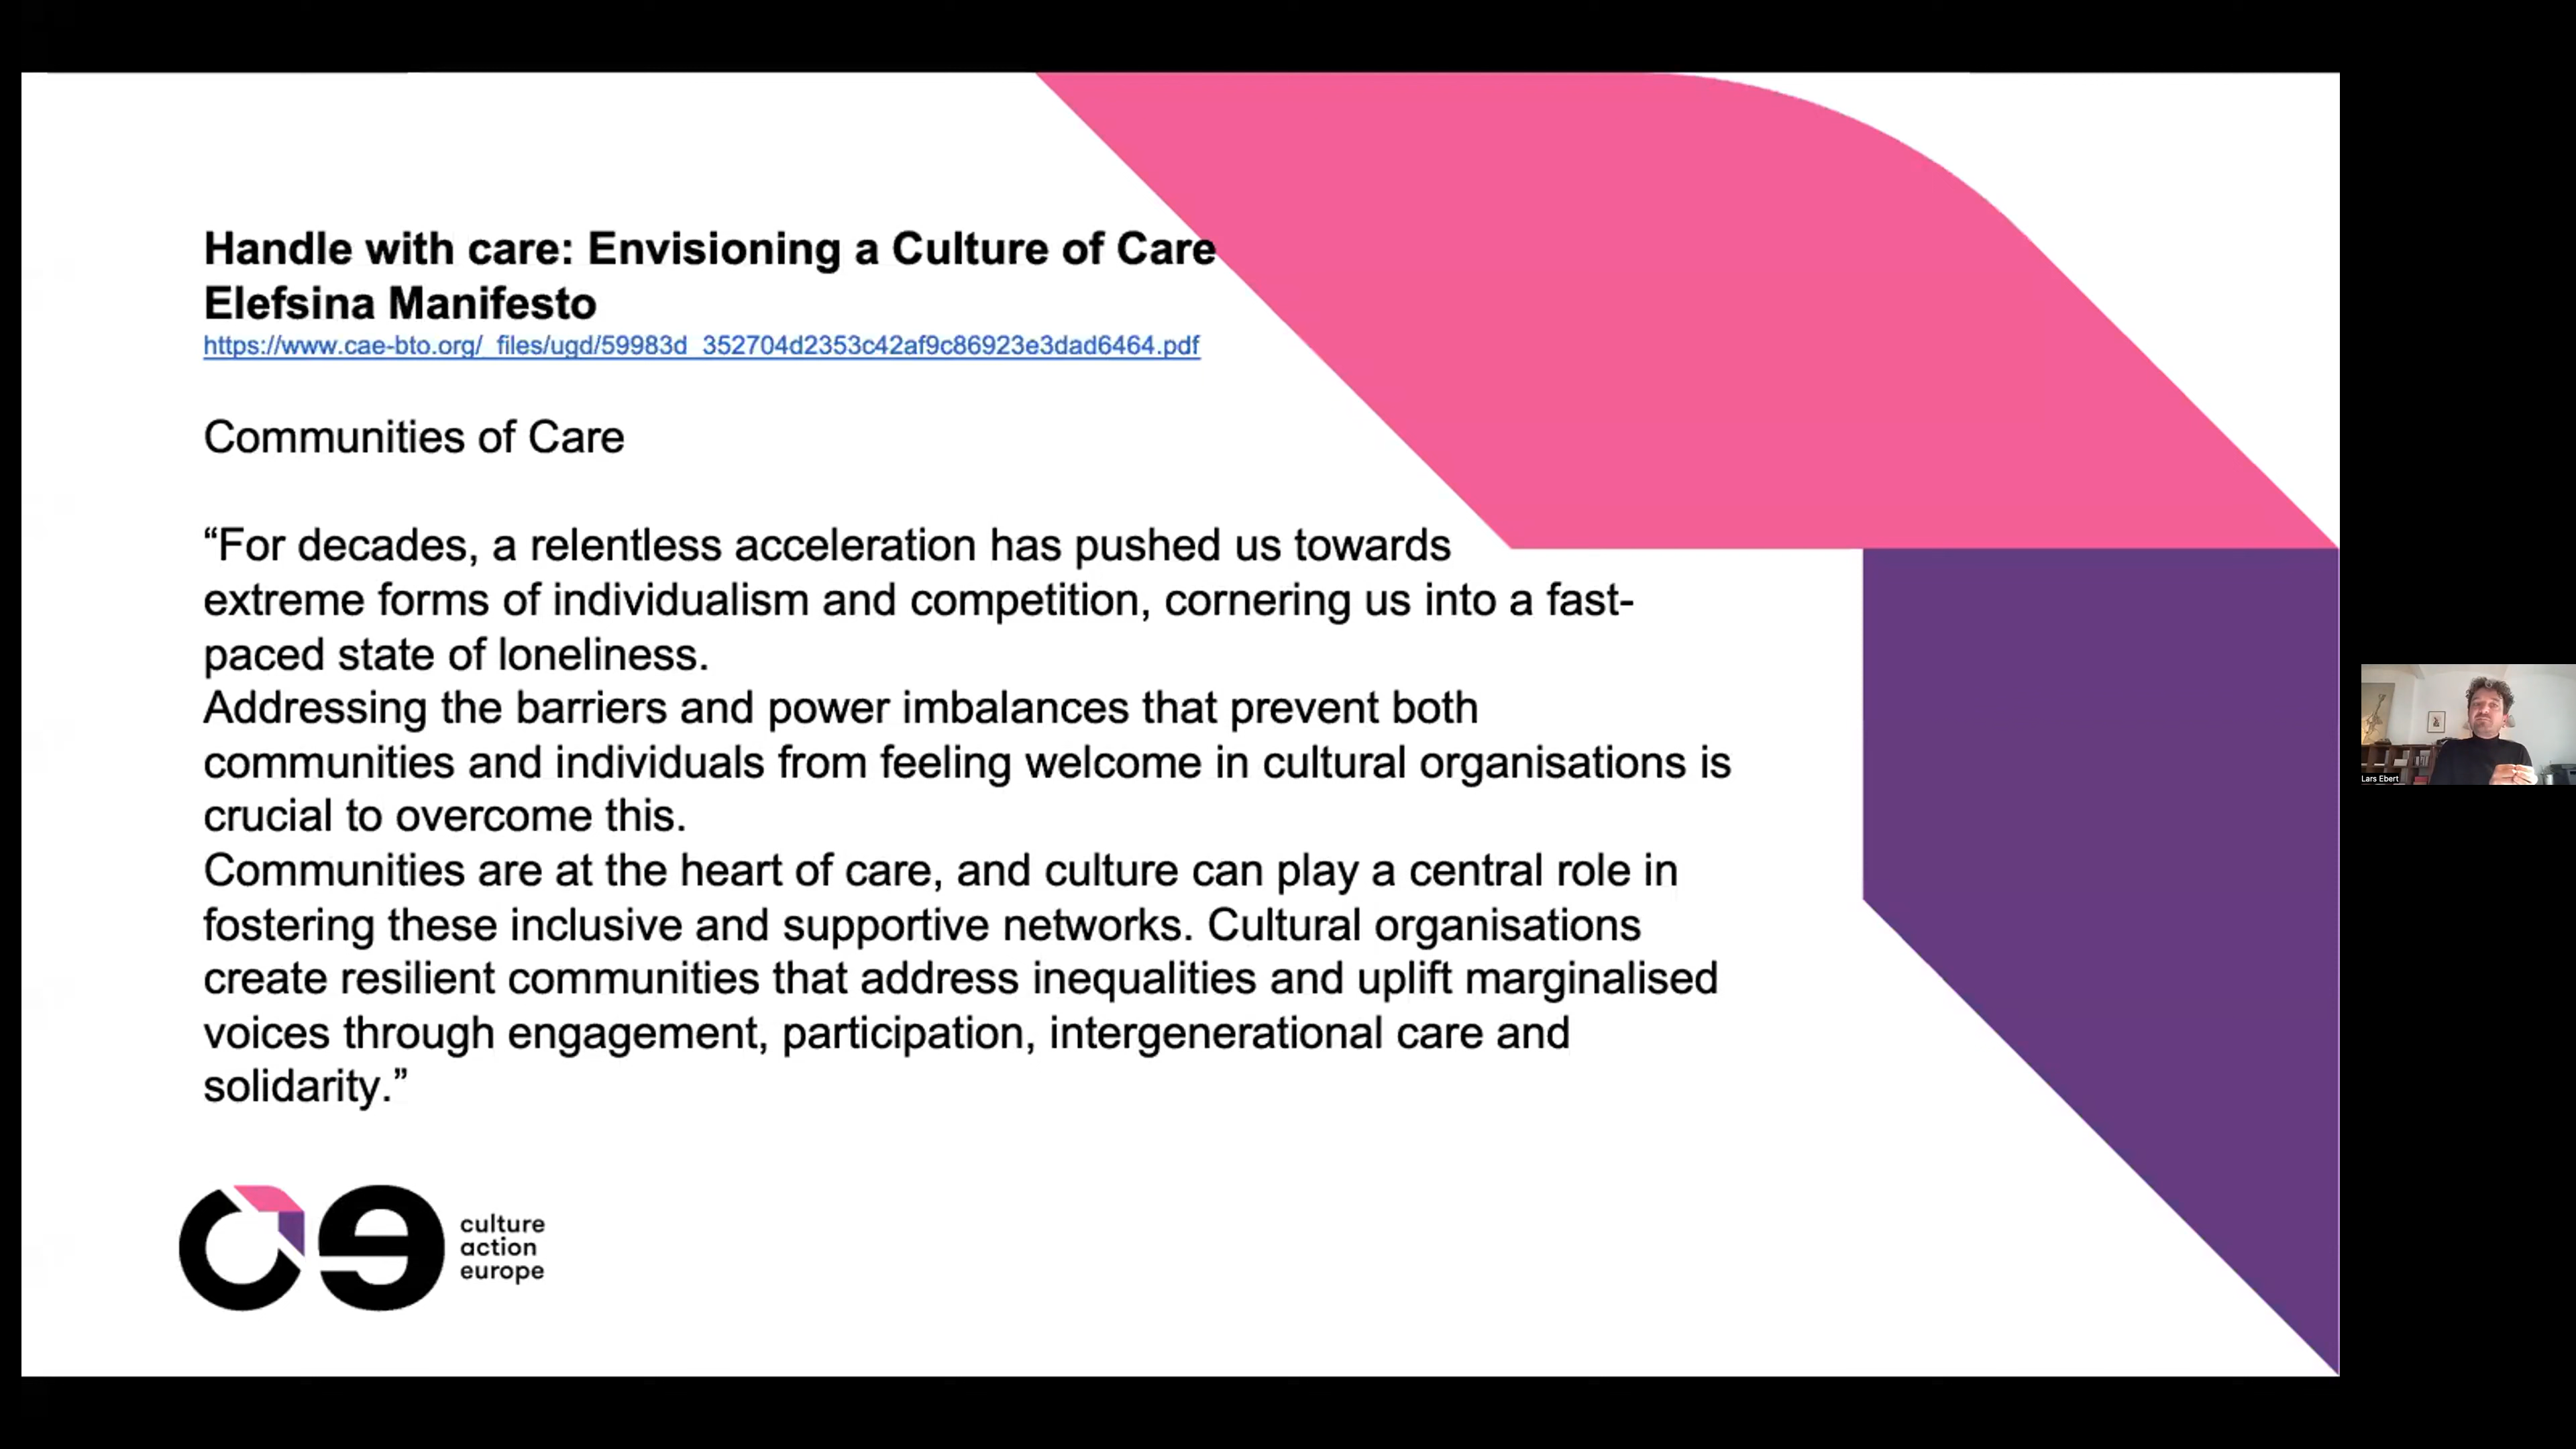 Handle with care: Envisioning a Culture of Care
Elefsina Manifesto
https://www.cae-bto.org/_files/ugd/59983d_352704d2353c42af9c86923e3dad6464.pdf
Communities of Care
“For decades, a relentless acceleration has pushed us towards
extreme forms of individualism and competition, cornering us into a fast-
paced state of loneliness.
Addressing the barriers and power imbalances that prevent both
communities and individuals from feeling welcome in cultural organisations is
crucial to overcome this.
Communities are at the heart of care, and culture can play a central role in
fostering these inclusive and supportive networks. Cultural organisations
create resilient communities that address inequalities and uplift marginalised
voices through engagement, participation, intergenerational care and
solidarity.”
cae
culture
action
europe
Lars Ebert